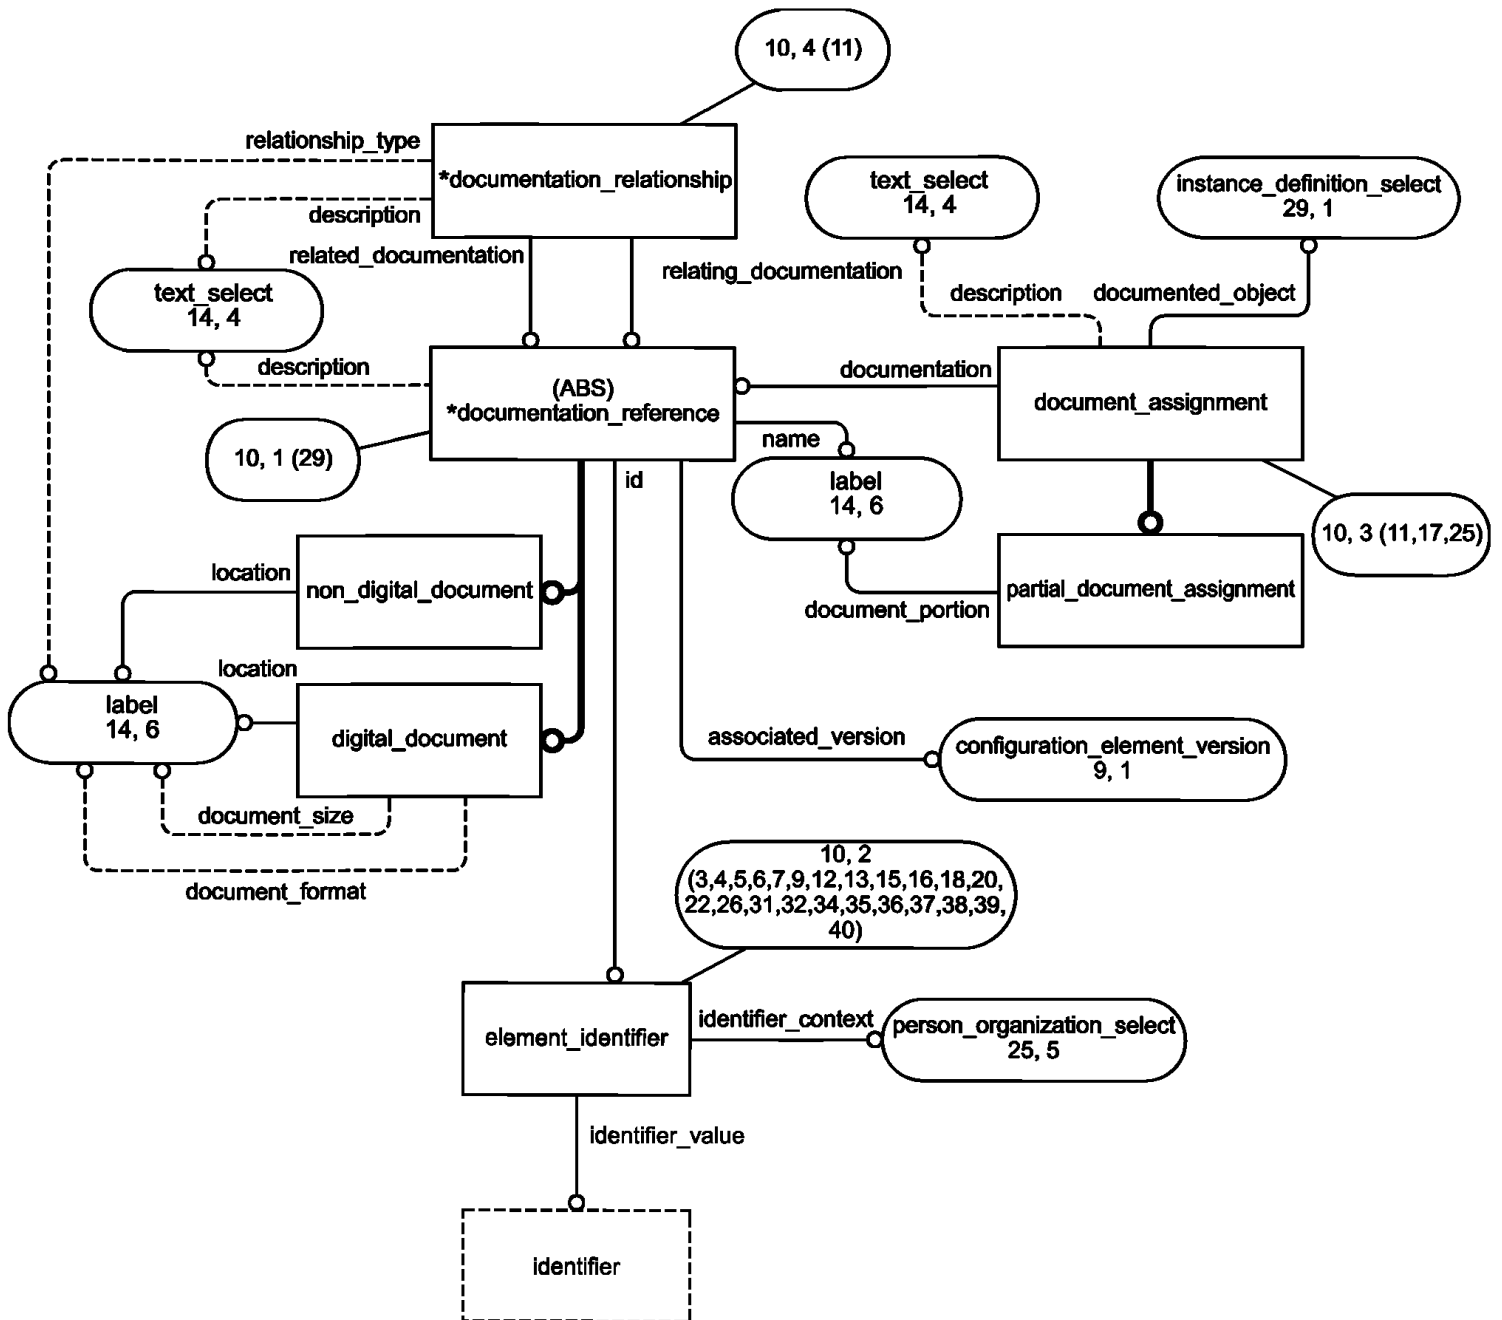 10, 4 (11)
relationship_type
*documentation_relationship
text_select
14, 4
instance_definition_select
29, 1
description
related_documentation
relating_documentation
text_select
14, 4
description
documented_object
description
(ABS)
*documentation_reference
documentation
document_assignment
name
10, 1 (29)
id
label
14, 6
10, 3 (11,17,25)
location
non_digital_document
document_portion
partial_document_assignment
location
label
14, 6
digital_document
associated_version
configuration_element_version
9, 1
document_size
document_format
10, 2
(3,4,5,6,7,9,12,13,15,16,18,20,
22,26,31,32,34,35,36,37,38,39,
40)
element_identifier
identifier_context
person_organization_select
25, 5
identifier_value
identifier